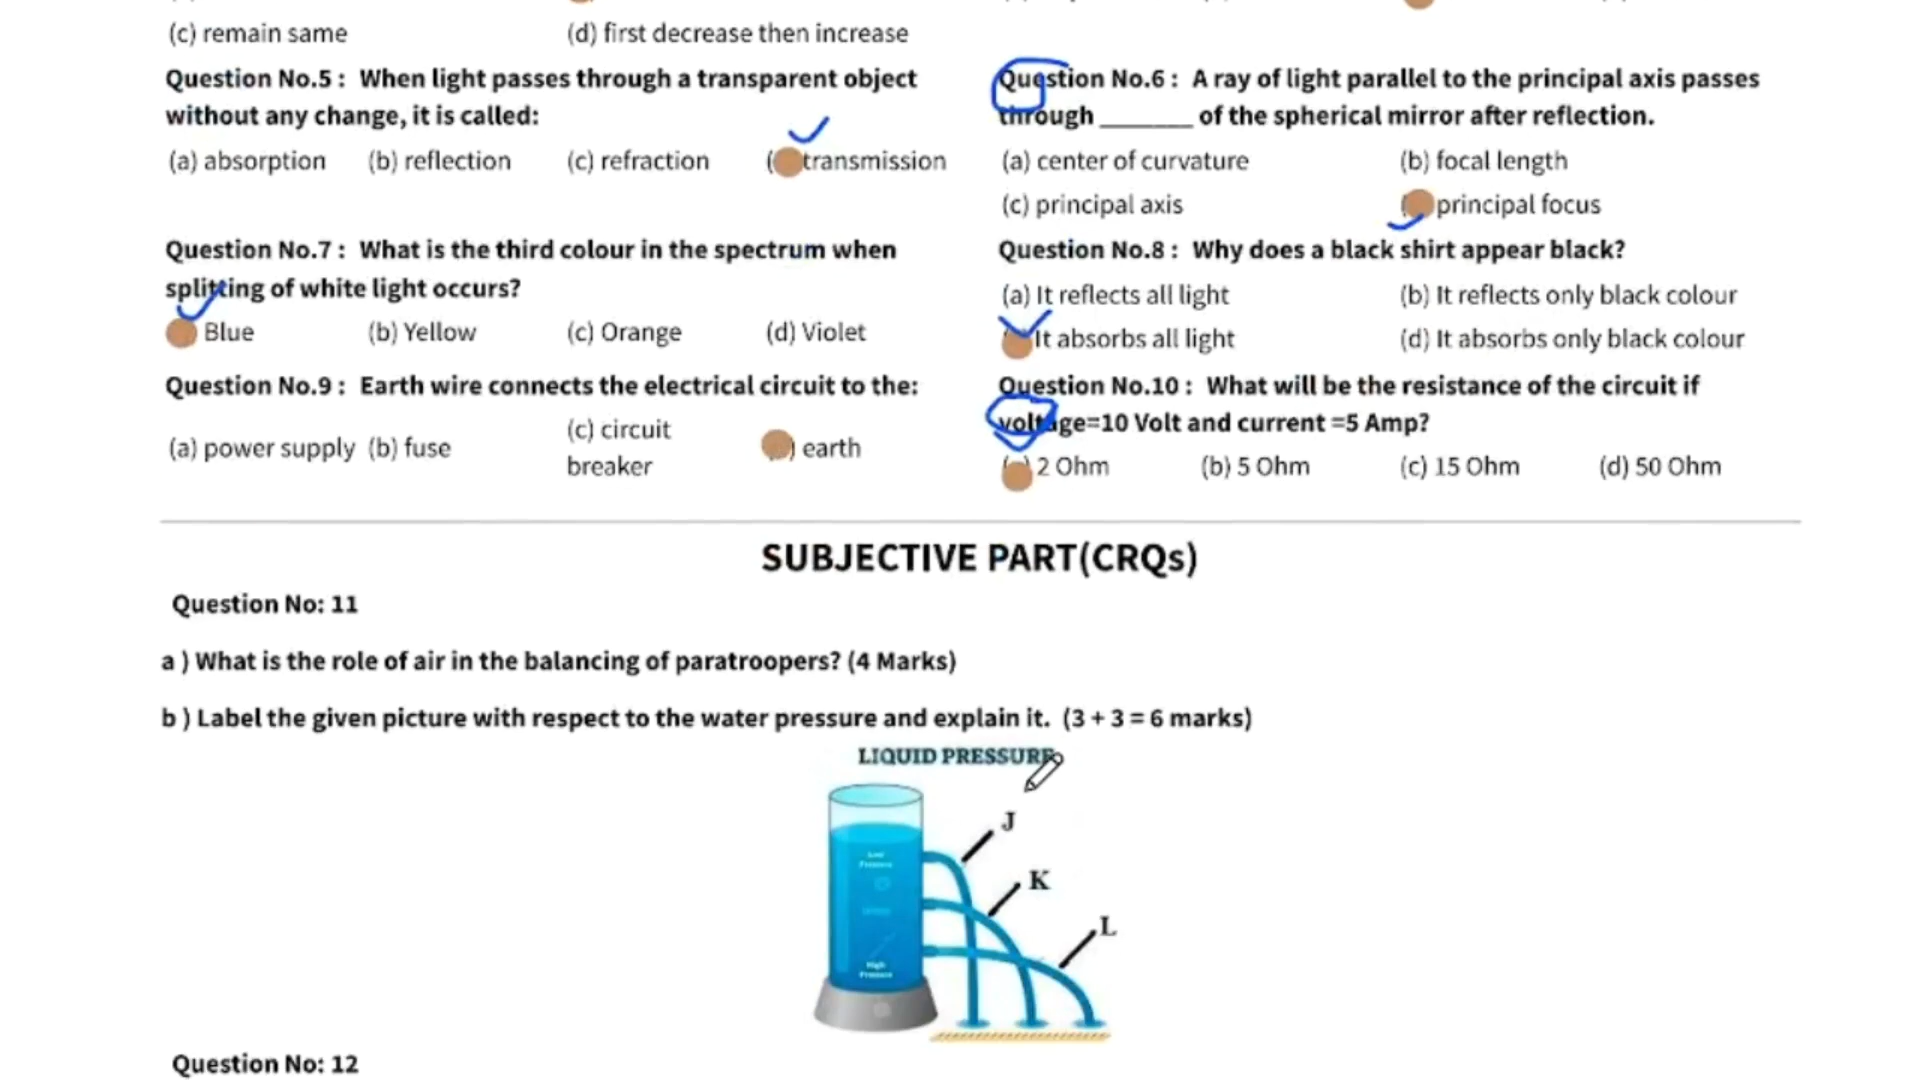 (c) remain same
(d) first decrease then increase
Question No.5 : When light passes through a transparent object
without any change, it is called:
(a) absorption (b) reflection (c) refraction ( transmission
Question No.6 : A ray of light parallel to the principal axis passes
through _______ of the spherical mirror after reflection.
(a) center of curvature (b) focal length
(c) principal axis ( principal focus
Question No.7 : What is the third colour in the spectrum when
splitting of white light occurs?
Blue (b) Yellow (c) Orange (d) Violet
Question No.8 : Why does a black shirt appear black?
(a) It reflects all light (b) It reflects only black colour
It absorbs all light (d) It absorbs only black colour
Question No.9 : Earth wire connects the electrical circuit to the:
(a) power supply (b) fuse (c) circuit
breaker
) earth
Question No.10 : What will be the resistance of the circuit if
voltage=10 Volt and current =5 Amp?
2 Ohm (b) 5 Ohm (c) 15 Ohm (d) 50 Ohm
SUBJECTIVE PART(CRQs)
Question No: 11
a ) What is the role of air in the balancing of paratroopers? (4 Marks)
b ) Label the given picture with respect to the water pressure and explain it. (3 + 3 = 6 marks)
LIQUID PRESSURE
J
K
L
Low
Pressure
High
Pressure
Question No: 12